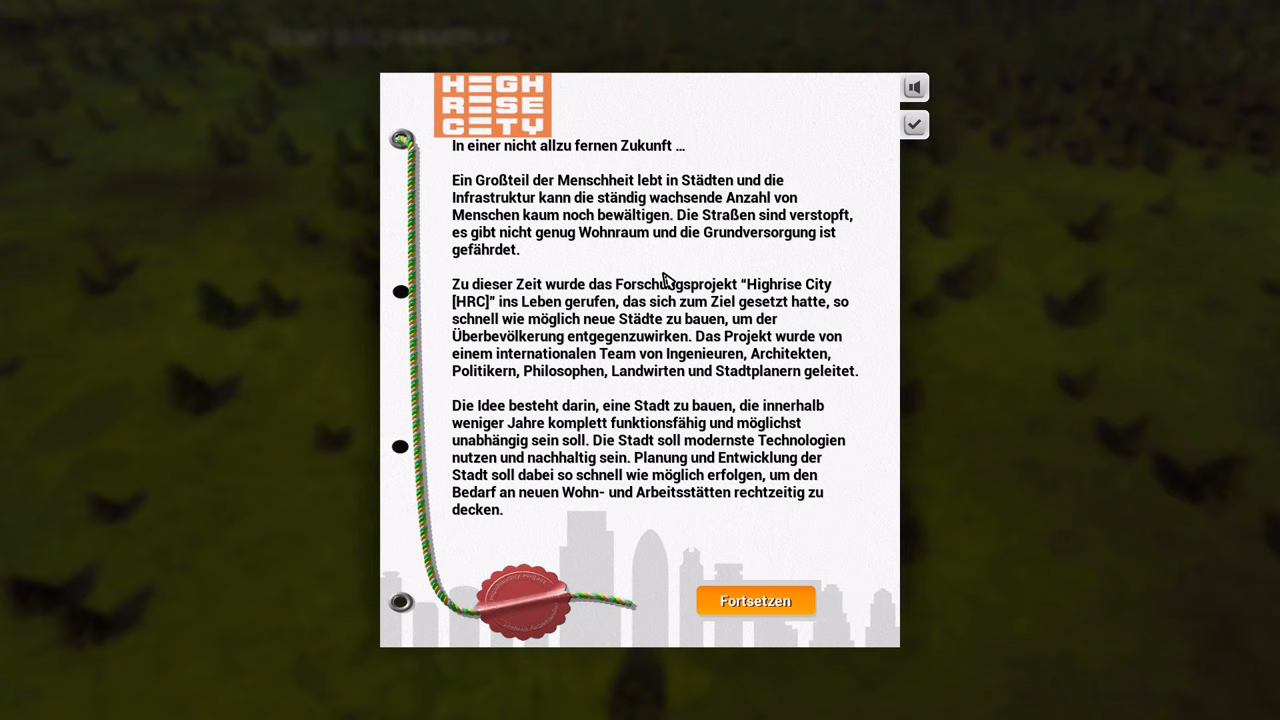 HIGH
RISE
CITY
In einer nicht allzu fernen Zukunft ...
Ein Großteil der Menschheit lebt in Städten und die
Infrastruktur kann die ständig wachsende Anzahl von
Menschen kaum noch bewältigen. Die Straßen sind verstopft,
es gibt nicht genug Wohnraum und die Grundversorgung ist
gefährdet.
Zu dieser Zeit wurde das Forschungsprojekt “Highrise City
[HRC]” ins Leben gerufen, das sich zum Ziel gesetzt hatte, so
schnell wie möglich neue Städte zu bauen, um der
Überbevölkerung entgegenzuwirken. Das Projekt wurde von
einem internationalen Team von Ingenieuren, Architekten,
Politikern, Philosophen, Landwirten und Stadtplanern geleitet.
Die Idee besteht darin, eine Stadt zu bauen, die innerhalb
weniger Jahre komplett funktionsfähig und möglichst
unabhängig sein soll. Die Stadt soll modernste Technologien
nutzen und nachhaltig sein. Planung und Entwicklung der
Stadt soll dabei so schnell wie möglich erfolgen, um den
Bedarf an neuen Wohn- und Arbeitsstätten rechtzeitig zu
decken.
Fortsetzen